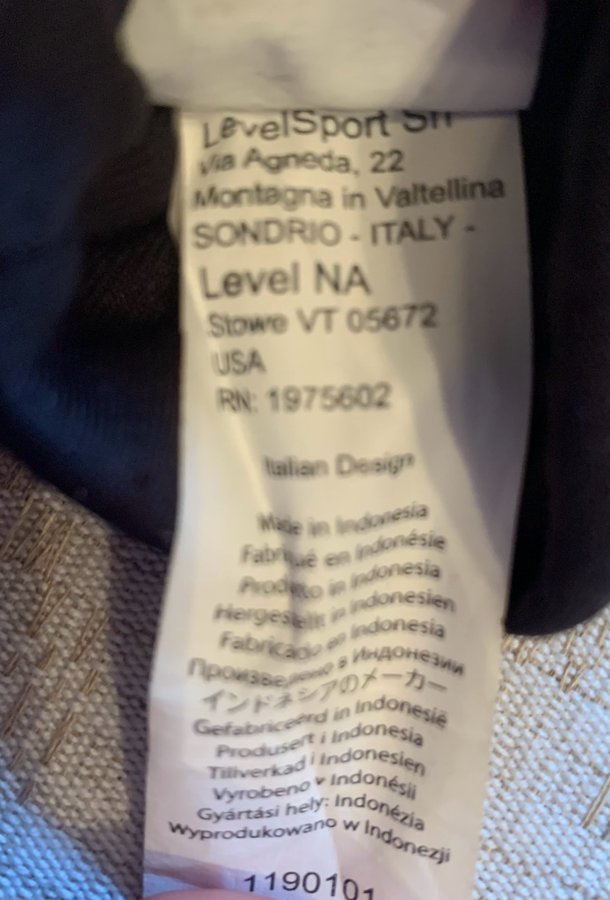 LevelSport Srl
Via Agneda, 22
Montagna in Valtellina
SONDRIO - ITALY -
Level NA
Stowe VT 05672
USA
RN: 1975602
Italian Design
Made in Indonesia
Fabriqué en Indonésie
Prodotto in Indonesia
Hergestellt in Indonesien
Fabricado en Indonesia
Произведено в Индонезии
インドネシアのメーカー
Gefabriceerd in Indonesië
Produsert i Indonesia
Tillverkad i Indonesien
Vyrobeno v Indonésii
Gyártási hely: Indonézia
Wyprodukowano w Indonezji
1190101